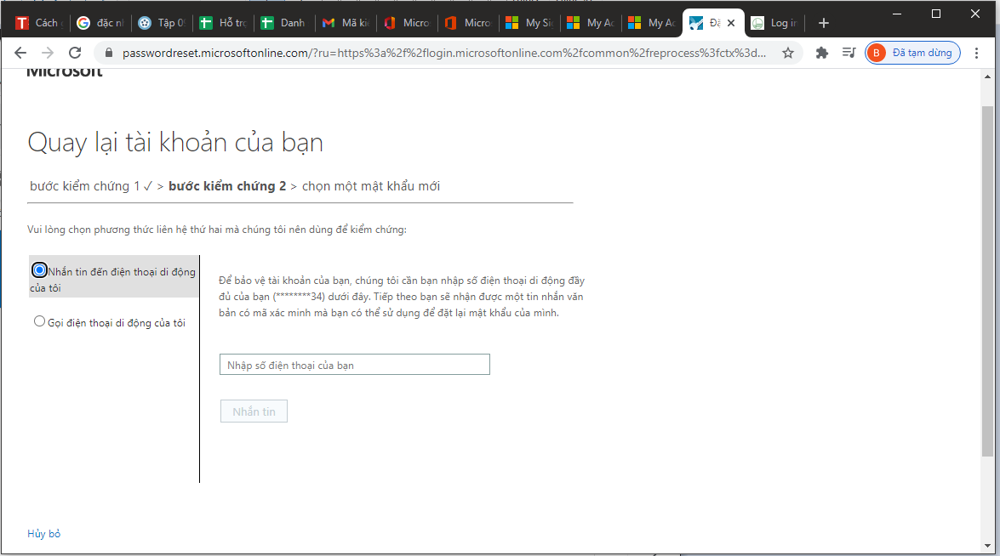 Cách
đặc nh
Tập 05
Hỗ trợ
Danh
Mã ki
Micro
Micro
My Si
My Ac
My Ac
Đặ
Log in
passwordreset.microsoftonline.com/?ru=https%3a%2f%2flogin.microsoftonline.com%2fcommon%2freprocess%3fctx%3d...
B Đã tạm dừng
Microsoft
Quay lại tài khoản của bạn
bước kiểm chứng 1 ✓ > bước kiểm chứng 2 > chọn một mật khẩu mới
Vui lòng chọn phương thức liên hệ thứ hai mà chúng tôi nên dùng để kiểm chứng:
Nhắn tin đến điện thoại di động
của tôi
Gọi điện thoại di động của tôi
Để bảo vệ tài khoản của bạn, chúng tôi cần bạn nhập số điện thoại di động đầy
đủ của bạn (********34) dưới đây. Tiếp theo bạn sẽ nhận được một tin nhắn văn
bản có mã xác minh mà bạn có thể sử dụng để đặt lại mật khẩu của mình.
Nhập số điện thoại của bạn
Nhắn tin
Hủy bỏ